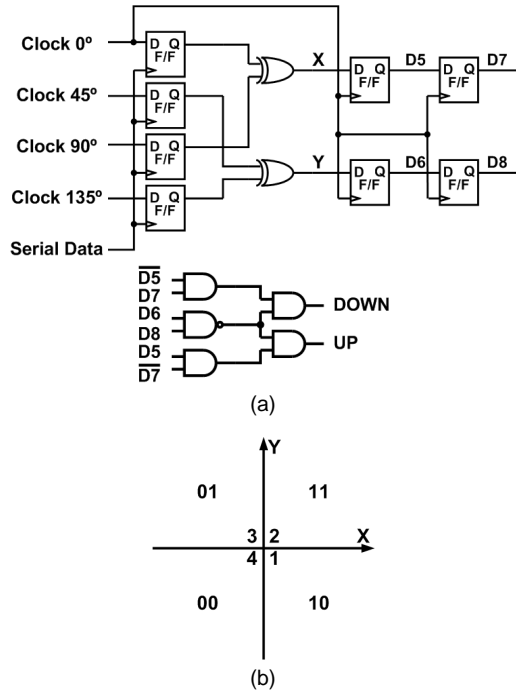 Clock 0º
Clock 45º
Clock 90º
Clock 135º
Serial Data
D Q
F/F
D Q
F/F
D Q
F/F
D Q
F/F
X
Y
D Q
F/F
D5
D Q
F/F
D7
D Q
F/F
D6
D Q
F/F
D8
D5̅
D7
D6
D8
D5
D7̅
DOWN
UP
(a)
Y
01 11
3 2 X
4 1
00 10
(b)